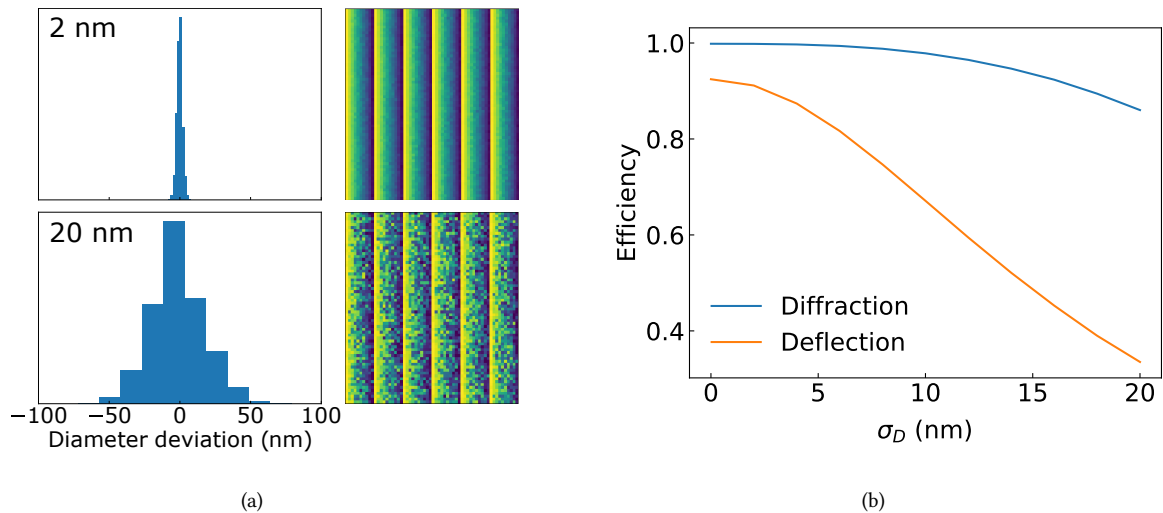 2 nm
20 nm
−100 −50 0 50 100
Diameter deviation (nm)
(a)
1.0
0.8
0.6
0.4
Efficiency
Diffraction
Deflection
0 5 10 15 20
σ_D (nm)
(b)